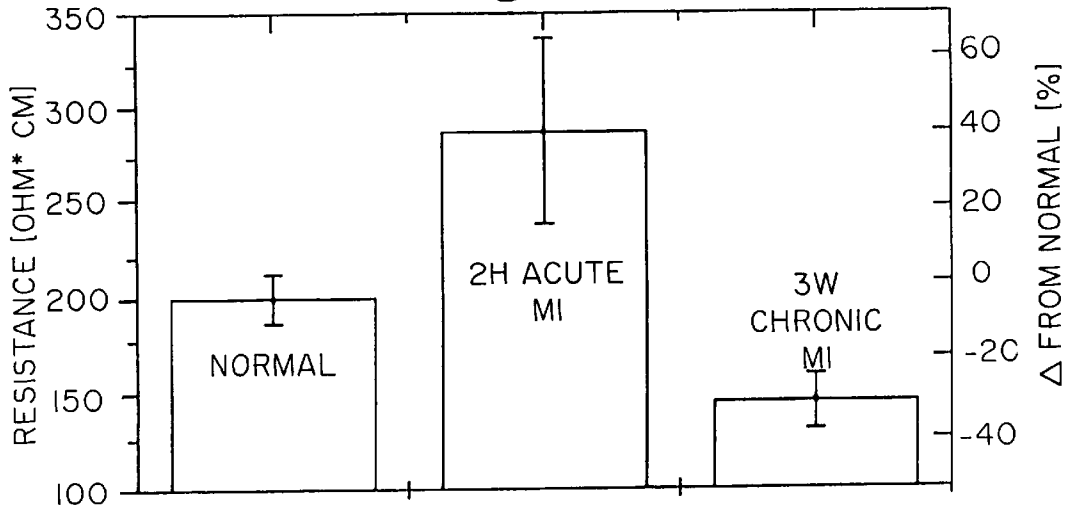 350
300
250
200
150
100
RESISTANCE [OHM* CM]
NORMAL
2H ACUTE
MI
3W
CHRONIC
MI
60
40
20
0
-20
-40
Δ FROM NORMAL [%]